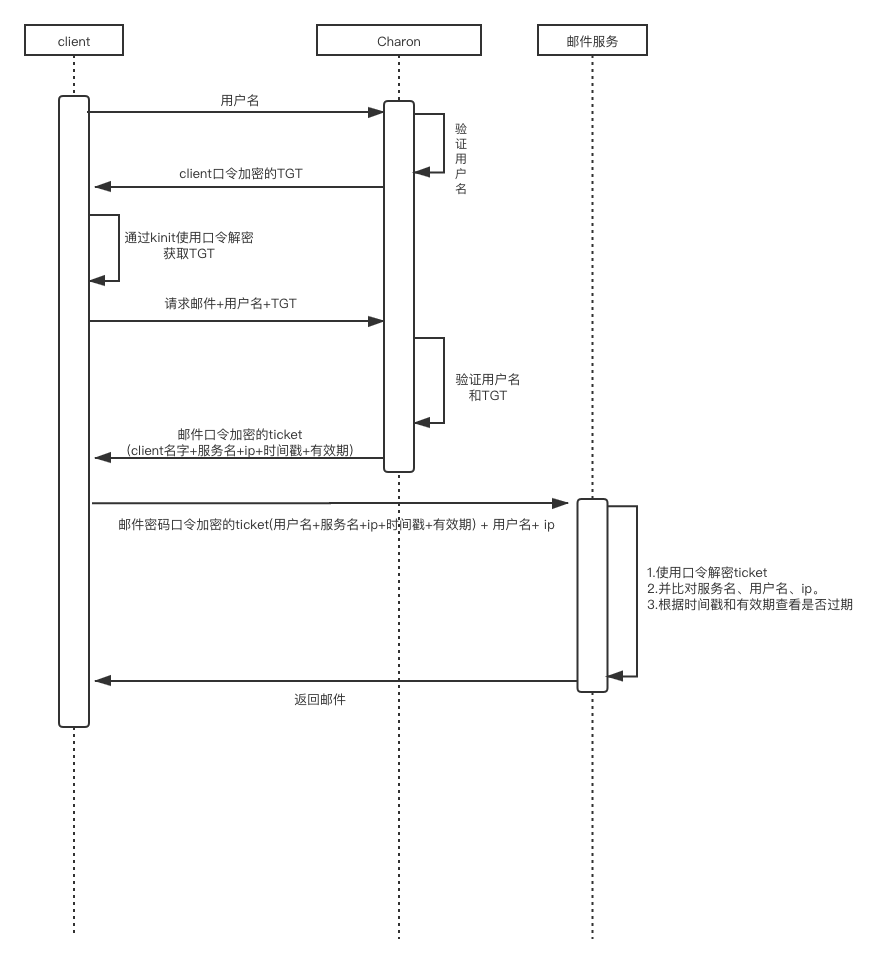 client
Charon
邮件服务
用户名
验
证
用
户
名
client口令加密的TGT
通过kinit使用口令解密
获取TGT
请求邮件+用户名+TGT
验证用户名
和TGT
邮件口令加密的ticket
(client名字+服务名+ip+时间戳+有效期)
邮件密码口令加密的ticket(用户名+服务名+ip+时间戳+有效期) + 用户名+ ip
1.使用口令解密ticket
2.并比对服务名、用户名、ip。
3.根据时间戳和有效期查看是否过期
返回邮件